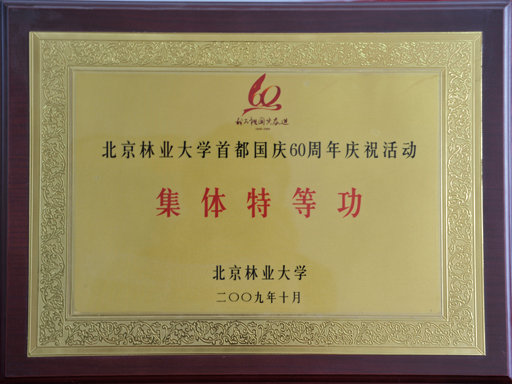 60
北京林业大学首都国庆60周年庆祝活动
集体特等功
北京林业大学
二〇〇九年十月